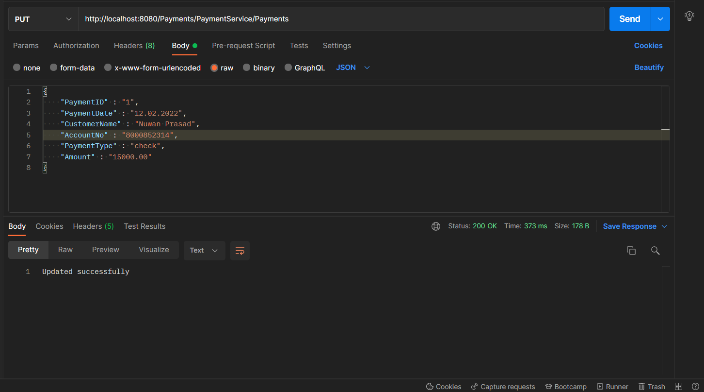 PUT http://localhost:8080/Payments/PaymentService/Payments Send
Params Authorization Headers (8) Body Pre-request Script Tests Settings Cookies
none form-data x-www-form-urlencoded raw binary GraphQL JSON Beautify
1 {
2 "PaymentID" : "1",
3 "PaymentDate" : "12.02.2022",
4 "CustomerName" : "Nuwan Prasad",
5 "AccountNo" : "8000852314",
6 "PaymentType" : "check",
7 "Amount" : "15000.00"
8 }
Body Cookies Headers (5) Test Results Status: 200 OK Time: 373 ms Size: 178 B Save Response
Pretty Raw Preview Visualize Text
1 Updated successfully
Cookies Capture requests Bootcamp Runner Trash